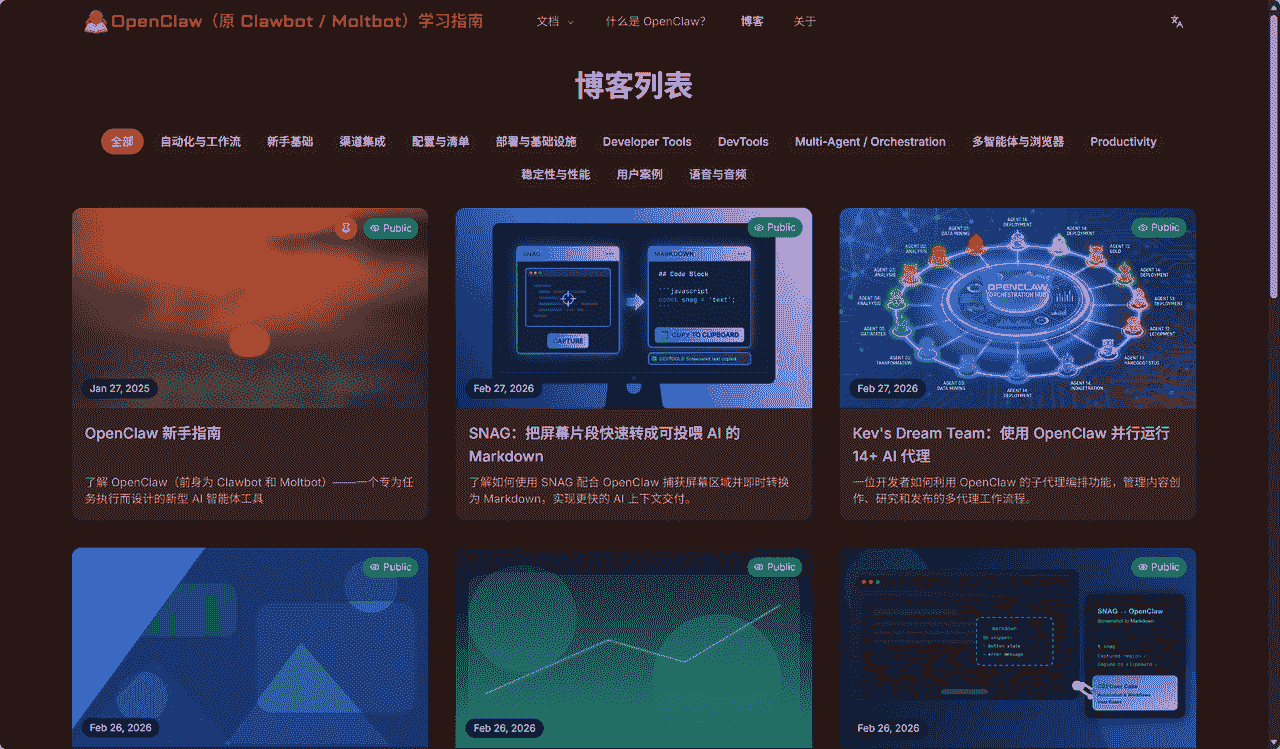 OpenClaw（原 Clawbot / Moltbot）学习指南
文档
什么是 OpenClaw?
博客
关于
博客列表
全部
自动化与工作流
新手基础
渠道集成
配置与清单
部署与基础设施
Developer Tools
DevTools
Multi-Agent / Orchestration
多智能体与浏览器
Productivity
稳定性与性能
用户案例
语音与音频
Public
Jan 27, 2025
OpenClaw 新手指南
了解 OpenClaw（前身为 Clawbot 和 Moltbot）——一个专为任
务执行而设计的新型 AI 智能体工具
Public
SNAG
MARKDOWN
## Code Block
```javascript
const snag = 'text';
```
CAPTURE
COPY TO CLIPBOARD
Feb 27, 2026
SNAG：把屏幕片段快速转成可投喂 AI 的
Markdown
了解如何使用 SNAG 配合 OpenClaw 捕获屏幕区域并即时转换
为 Markdown，实现更快的 AI 上下文交付。
Public
OPENCLAW
ORCHESTRATION HUB
Feb 27, 2026
Kev's Dream Team：使用 OpenClaw 并行运行
14+ AI 代理
一位开发者如何利用 OpenClaw 的子代理编排功能，管理内容创
作、研究和发布的多代理工作流程。
Public
Feb 26, 2026
Public
Feb 26, 2026
Public
markdown
- button state
- error message
SNAG → OpenClaw
Screenshot to Markdown
$ snag
Feb 26, 2026